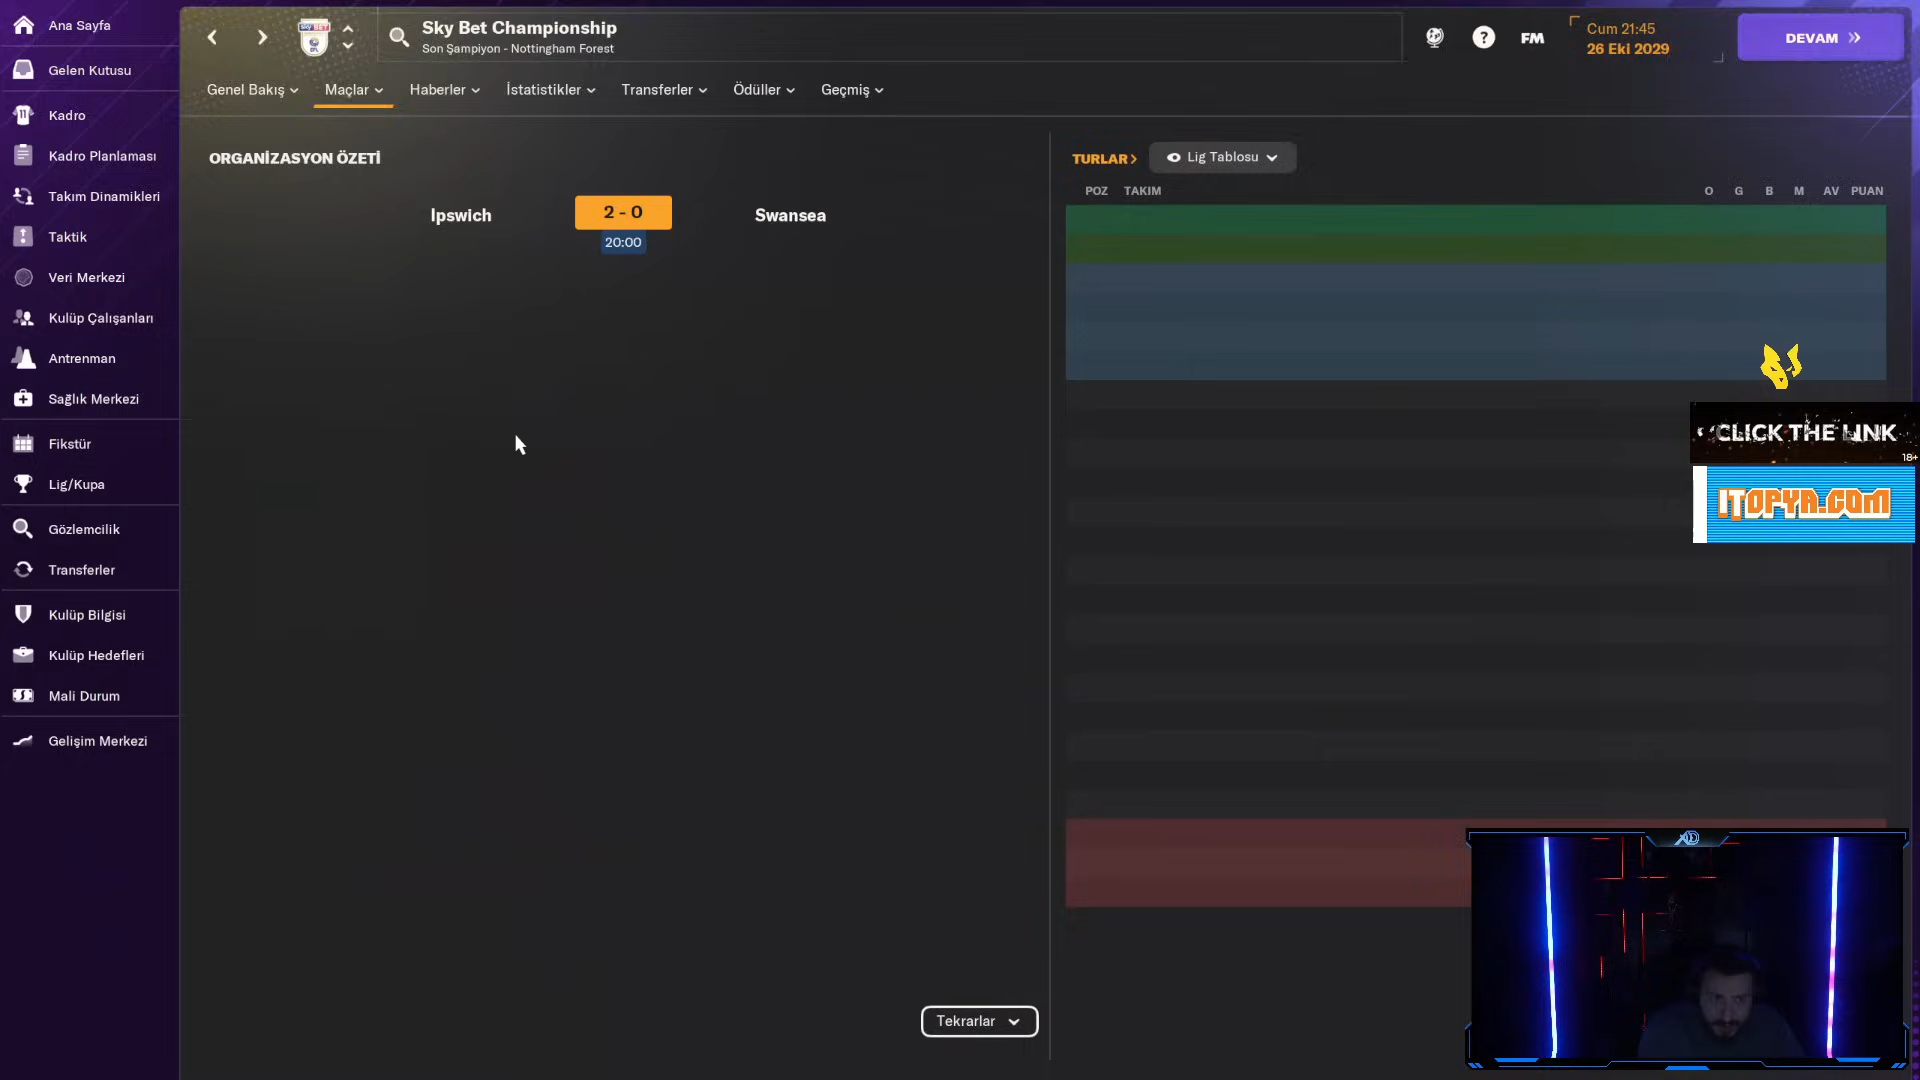 Ana Sayfa
Gelen Kutusu
Kadro
Kadro Planlaması
Takım Dinamikleri
Taktik
Veri Merkezi
Kulüp Çalışanları
Antrenman
Sağlık Merkezi
Fikstür
Lig/Kupa
Gözlemcilik
Transferler
Kulüp Bilgisi
Kulüp Hedefleri
Mali Durum
Gelişim Merkezi
SKY BET
EFL
Sky Bet Championship
Son Şampiyon - Nottingham Forest
?
FM
Cum 21:45
26 Eki 2029
DEVAM
Genel Bakış
Maçlar
Haberler
İstatistikler
Transferler
Ödüller
Geçmiş
ORGANİZASYON ÖZETİ
Ipswich
2 - 0
Swansea
20:00
Tekrarlar
TURLAR
Lig Tablosu
POZ TAKIM O G B M AV PUAN
CLICK THE LINK
18+
ITOPYA.COM